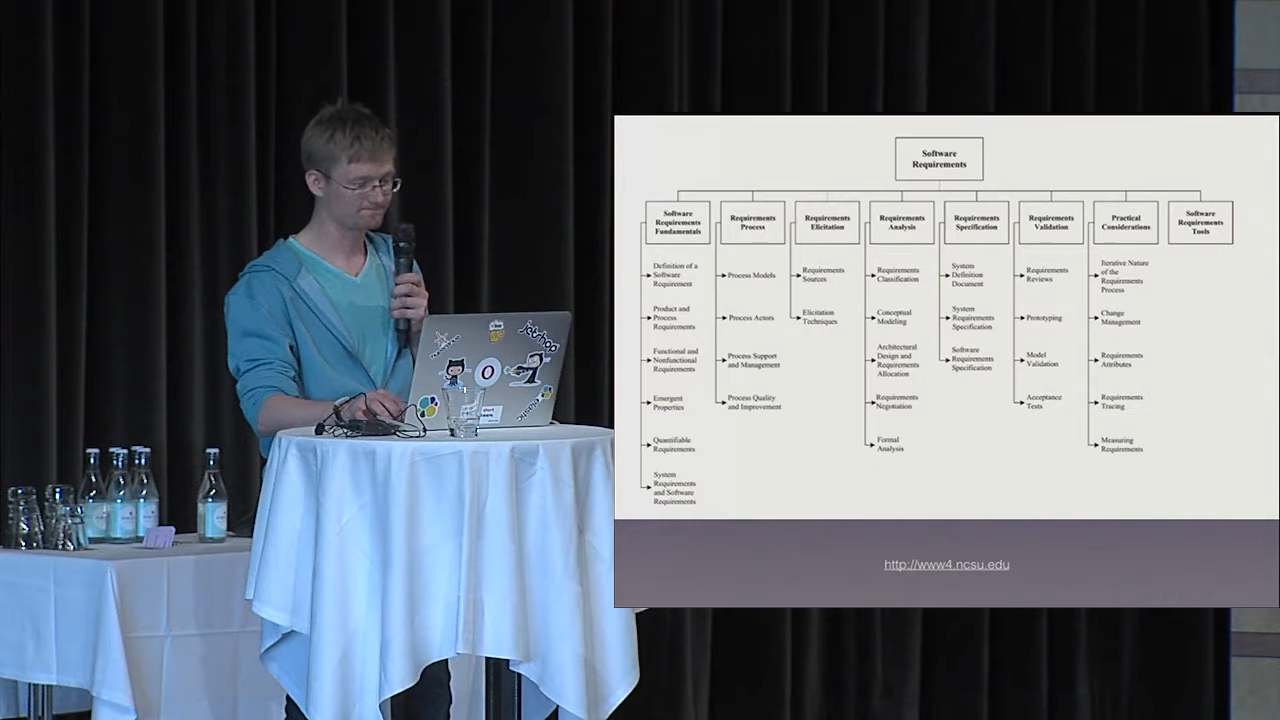 Software
Requirements
Software
Requirements
Fundamentals
Requirements
Process
Requirements
Elicitation
Requirements
Analysis
Requirements
Specification
Requirements
Validation
Practical
Considerations
Software
Requirements
Tools
Definition of a
Software
Requirement
Product and
Process
Requirements
Functional and
Nonfunctional
Requirements
Emergent
Properties
Quantifiable
Requirements
System
Requirements
and Software
Requirements
Process Models
Process Actors
Process Support
and Management
Process Quality
and Improvement
Requirements
Sources
Elicitation
Techniques
Requirements
Classification
Conceptual
Modeling
Architectural
Design and
Requirements
Allocation
Requirements
Negotiation
Formal
Analysis
System
Definition
Document
System
Requirements
Specification
Software
Requirements
Specification
Requirements
Reviews
Prototyping
Model
Validation
Acceptance
Tests
Iterative Nature
of the
Requirements
Process
Change
Management
Requirements
Attributes
Requirements
Tracing
Measuring
Requirements
http://www4.ncsu.edu
jetshop